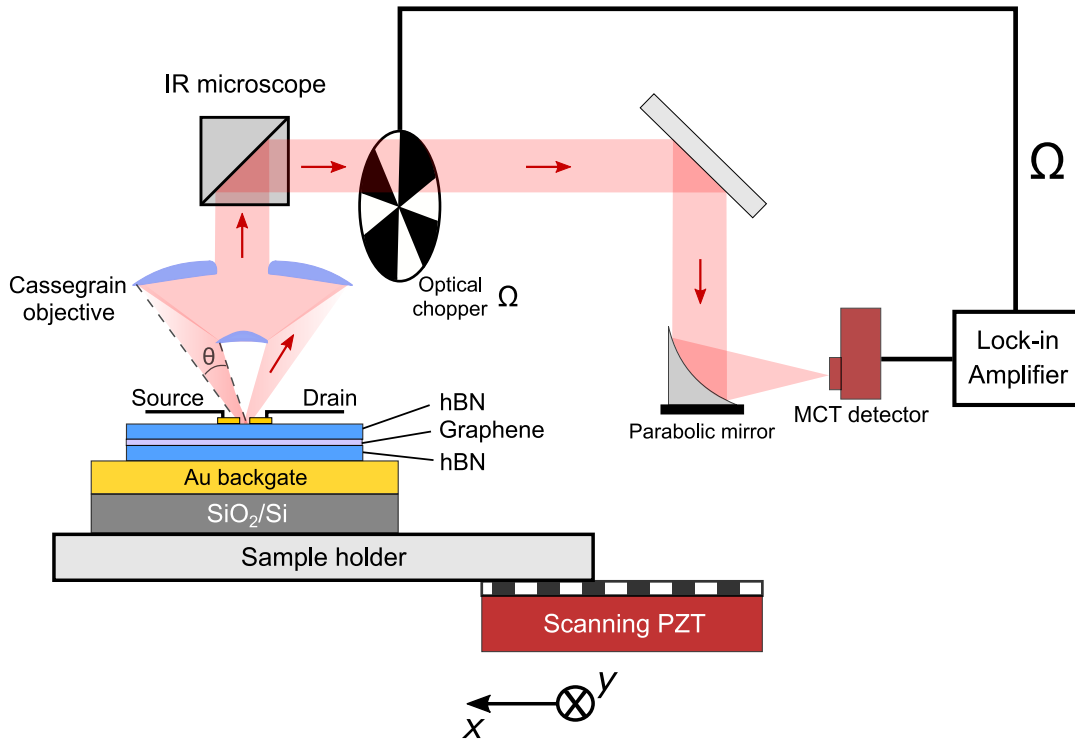 IR microscope
Ω
Cassegrain
objective
Optical
chopper Ω
θ
Lock-in
Amplifier
Source
Drain
hBN
Graphene
hBN
MCT detector
Parabolic mirror
Au backgate
SiO₂/Si
Sample holder
Scanning PZT
y
x